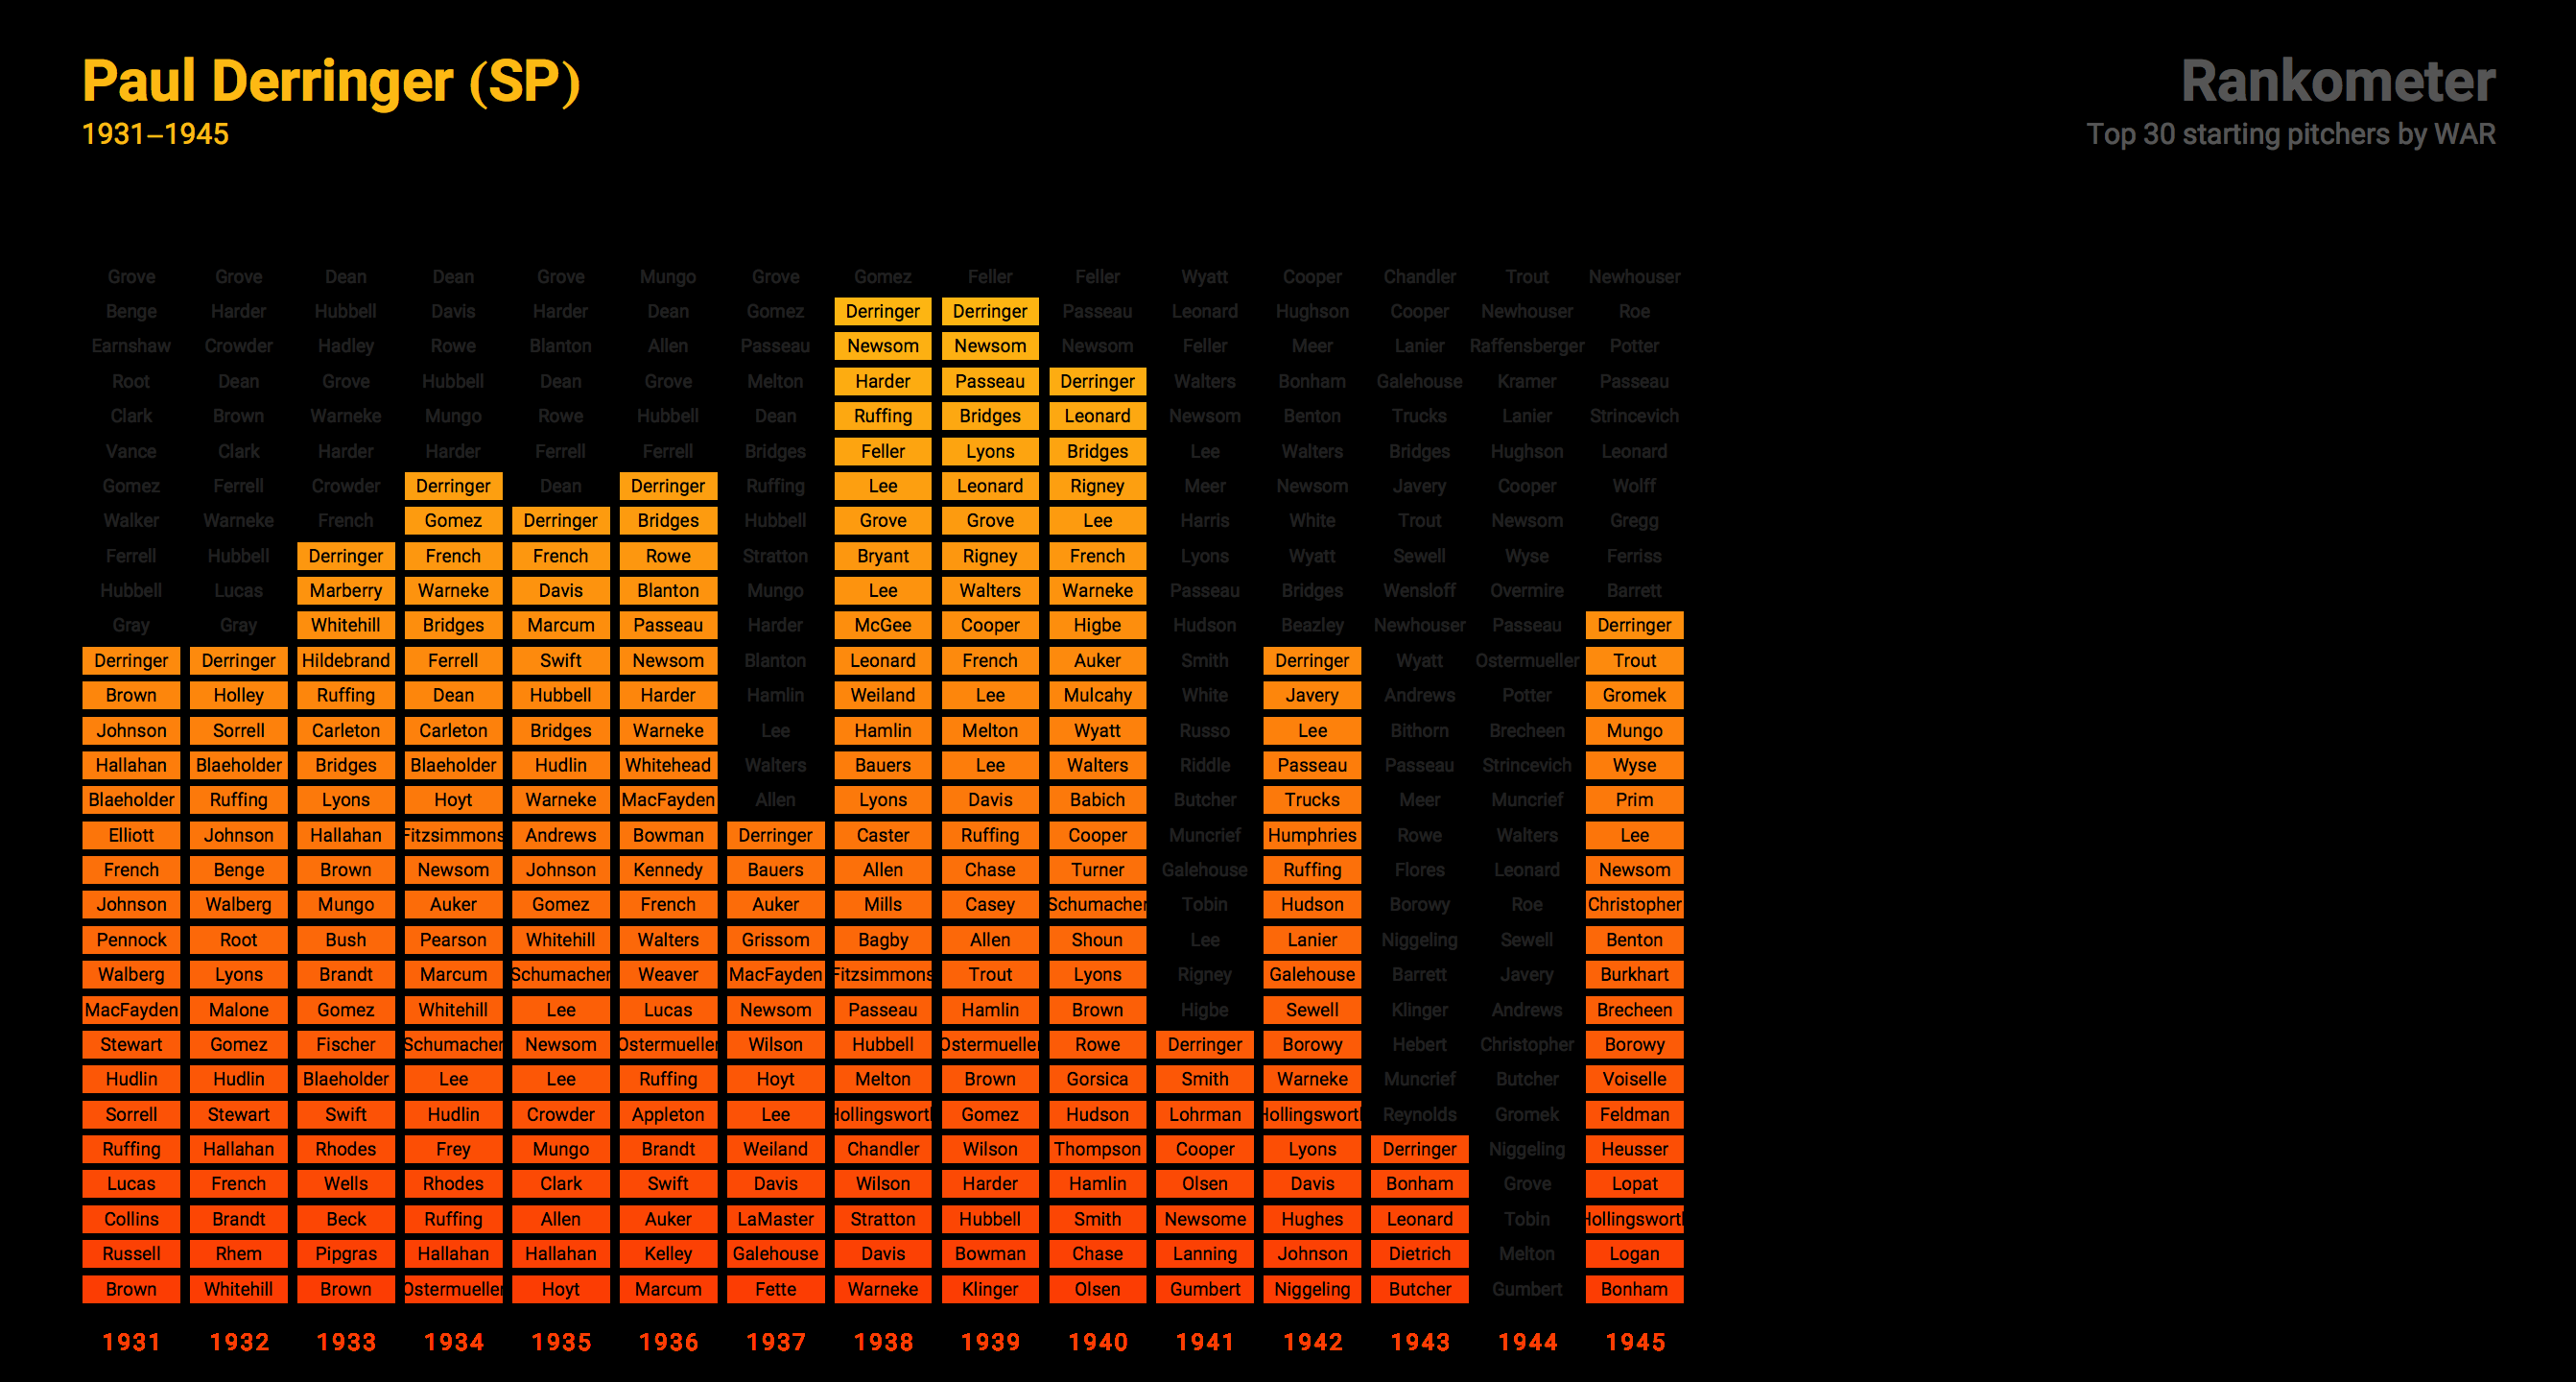 Paul Derringer (SP)
1931–1945
Rankometer
Top 30 starting pitchers by WAR
Grove Grove Dean Dean Grove Mungo Grove Gomez Feller Feller Wyatt Cooper Chandler Trout Newhouser
Benge Harder Hubbell Davis Harder Dean Gomez Derringer Derringer Passeau Leonard Hughson Cooper Newhouser Roe
Earnshaw Crowder Hadley Rowe Blanton Allen Passeau Newsom Newsom Newsom Feller Meer Lanier Raffensberger Potter
Root Dean Grove Hubbell Dean Grove Melton Harder Passeau Derringer Walters Bonham Galehouse Kramer Passeau
Clark Brown Warneke Mungo Rowe Hubbell Dean Ruffing Bridges Leonard Newsom Benton Trucks Lanier Strincevich
Vance Clark Harder Harder Ferrell Ferrell Bridges Feller Lyons Bridges Lee Walters Bridges Hughson Leonard
Gomez Ferrell Crowder Derringer Dean Derringer Ruffing Lee Leonard Rigney Meer Newsom Javery Cooper Wolff
Walker Warneke French Gomez Derringer Bridges Hubbell Grove Grove Lee Harris White Trout Newsom Gregg
Ferrell Hubbell Derringer French French Rowe Stratton Bryant Rigney French Lyons Wyatt Sewell Wyse Ferriss
Hubbell Lucas Marberry Warneke Davis Blanton Mungo Lee Walters Warneke Passeau Bridges Wensloff Overmire Barrett
Gray Gray Whitehill Bridges Marcum Passeau Harder McGee Cooper Higbe Hudson Beazley Newhouser Passeau Derringer
Derringer Derringer Hildebrand Ferrell Swift Newsom Blanton Leonard French Auker Smith Derringer Wyatt Ostermueller Trout
Brown Holley Ruffing Dean Hubbell Harder Hamlin Weiland Lee Mulcahy White Javery Andrews Potter Gromek
Johnson Sorrell Carleton Carleton Bridges Warneke Lee Hamlin Melton Wyatt Russo Lee Bithorn Brecheen Mungo
Hallahan Blaeholder Bridges Blaeholder Hudlin Whitehead Walters Bauers Lee Walters Riddle Passeau Passeau Strincevich Wyse
Blaeholder Ruffing Lyons Hoyt Warneke MacFayden Allen Lyons Davis Babich Butcher Trucks Meer Muncrief Prim
Elliott Johnson Hallahan Fitzsimmons Andrews Bowman Derringer Caster Ruffing Cooper Muncrief Humphries Rowe Walters Lee
French Benge Brown Newsom Johnson Kennedy Bauers Allen Chase Turner Galehouse Ruffing Flores Leonard Newsom
Johnson Walberg Mungo Auker Gomez French Auker Mills Casey Schumacher Tobin Hudson Borowy Roe Christopher
Pennock Root Bush Pearson Whitehill Walters Grissom Bagby Allen Shoun Lee Lanier Niggeling Sewell Benton
Walberg Lyons Brandt Marcum Schumacher Weaver MacFayden Fitzsimmons Trout Lyons Rigney Galehouse Barrett Javery Burkhart
MacFayden Malone Gomez Whitehill Lee Lucas Newsom Passeau Hamlin Brown Higbe Sewell Klinger Andrews Brecheen
Stewart Gomez Fischer Schumacher Newsom Ostermueller Wilson Hubbell Ostermueller Rowe Derringer Borowy Hebert Christopher Borowy
Hudlin Hudlin Blaeholder Lee Lee Ruffing Hoyt Melton Brown Gorsica Smith Warneke Muncrief Butcher Voiselle
Sorrell Stewart Swift Hudlin Crowder Appleton Lee Hollingsworth Gomez Hudson Lohrman Hollingsworth Reynolds Gromek Feldman
Ruffing Hallahan Rhodes Frey Mungo Brandt Weiland Chandler Wilson Thompson Cooper Lyons Derringer Niggeling Heusser
Lucas French Wells Rhodes Clark Swift Davis Wilson Harder Hamlin Olsen Davis Bonham Grove Lopat
Collins Brandt Beck Ruffing Allen Auker LaMaster Stratton Hubbell Smith Newsome Hughes Leonard Tobin Hollingsworth
Russell Rhem Pipgras Hallahan Hallahan Kelley Galehouse Davis Bowman Chase Lanning Johnson Dietrich Melton Logan
Brown Whitehill Brown Ostermueller Hoyt Marcum Fette Warneke Klinger Olsen Gumbert Niggeling Butcher Gumbert Bonham
1931 1932 1933 1934 1935 1936 1937 1938 1939 1940 1941 1942 1943 1944 1945